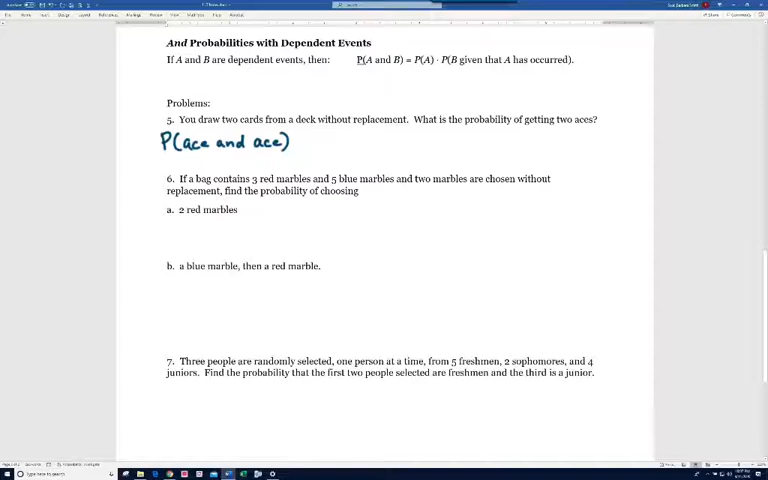 And Probabilities with Dependent Events
If A and B are dependent events, then: P(A and B) = P(A) · P(B given that A has occurred).
Problems:
5. You draw two cards from a deck without replacement. What is the probability of getting two aces?
P(ace and ace)
6. If a bag contains 3 red marbles and 5 blue marbles and two marbles are chosen without
replacement, find the probability of choosing
a. 2 red marbles
b. a blue marble, then a red marble.
7. Three people are randomly selected, one person at a time, from 5 freshmen, 2 sophomores, and 4
juniors. Find the probability that the first two people selected are freshmen and the third is a junior.
Type here to search